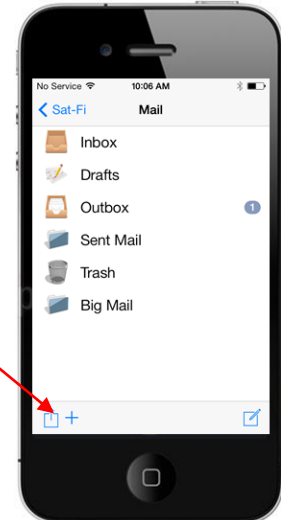 No Service 10:06 AM
Sat-Fi Mail
Inbox
Drafts
Outbox 1
Sent Mail
Trash
Big Mail